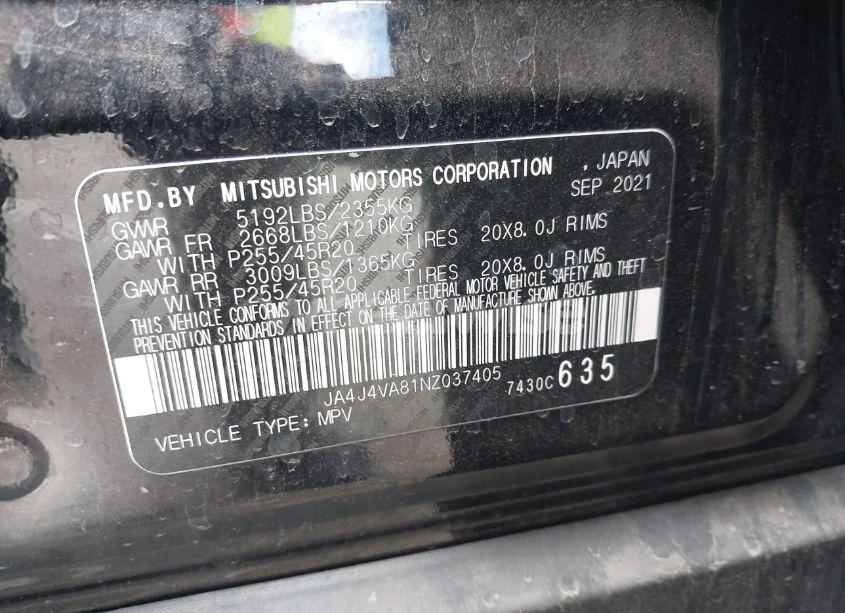 MFD.BY MITSUBISHI MOTORS CORPORATION , JAPAN
SEP 2021
GVWR 5192LBS/2355KG
GAWR FR 2668LBS/1210KG
WITH P255/45R20 TIRES 20X8.0J RIMS
GAWR RR 3009LBS/1365KG
WITH P255/45R20 TIRES 20X8.0J RIMS
THIS VEHICLE CONFORMS TO ALL APPLICABLE FEDERAL MOTOR VEHICLE SAFETY AND THEFT
PREVENTION STANDARDS IN EFFECT ON THE DATE OF MANUFACTURE SHOWN ABOVE.
JA4J4VA81NZ037405
7430C 635
VEHICLE TYPE: MPV